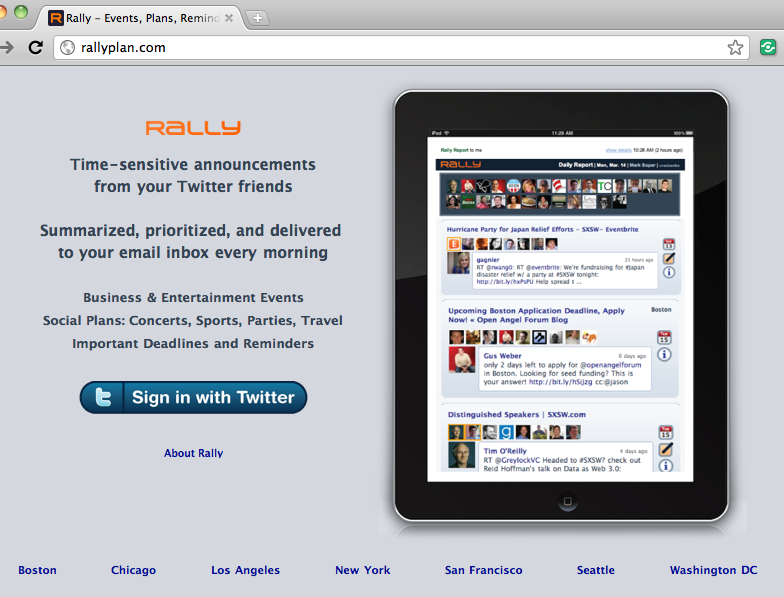 Rally – Events, Plans, Remind
rallyplan.com
RALLY
Time-sensitive announcements
from your Twitter friends
Summarized, prioritized, and delivered
to your email inbox every morning
Business & Entertainment Events
Social Plans: Concerts, Sports, Parties, Travel
Important Deadlines and Reminders
Sign in with Twitter
About Rally
iPad 11:26 AM 100%
Rally Report to me show details 10:26 AM (2 hours ago)
RALLY Daily Report | Mon, Mar. 14 | Mark Sopar |
Hurricane Party for Japan Relief Efforts - SXSW- Eventbrite
gagnier 23 hours ago
RT @rwang0: RT @eventbrite: We're fundraising for #Japan
disaster relief w/ a party at #SXSW tonight:
http://bit.ly/hxPsPU Help spread t ...
Upcoming Boston Application Deadline, Apply Boston
Now! « Open Angel Forum Blog
Gus Weber 6 days ago
only 2 days left to apply for @openangelforum
in Boston. Looking for seed funding? This is
your answer! http://bit.ly/hSiJzg cc:@jason
Distinguished Speakers | SXSW.com
Tim O'Reilly 4 days ago
RT @GreylockVC Headed to #SXSW? check out
Reid Hoffman's talk on Data as Web 3.0:
Tue 15
Boston Chicago Los Angeles New York San Francisco Seattle Washington DC